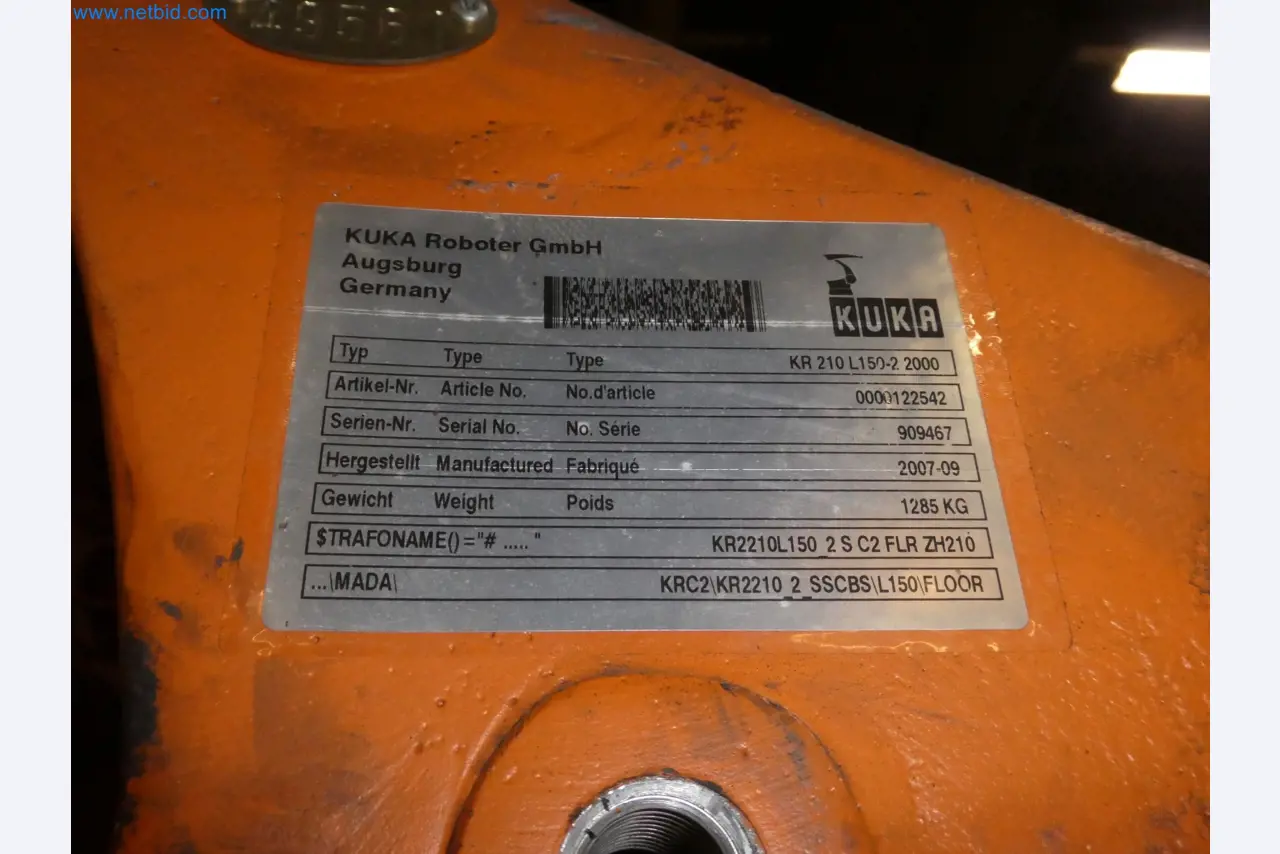 www.netbid.com
KUKA Roboter GmbH
Augsburg
Germany
KUKA
Typ Type Type KR 210 L150-2 2000
Artikel-Nr. Article No. No.d'article 0000122542
Serien-Nr. Serial No. No. Série 909467
Hergestellt Manufactured Fabriqué 2007-09
Gewicht Weight Poids 1285 KG
$TRAFONAME()="# ..... " KR2210L150_2 S C2 FLR ZH210
...\MADA\ KRC2\KR2210_2_SSCBS\L150\FLOOR